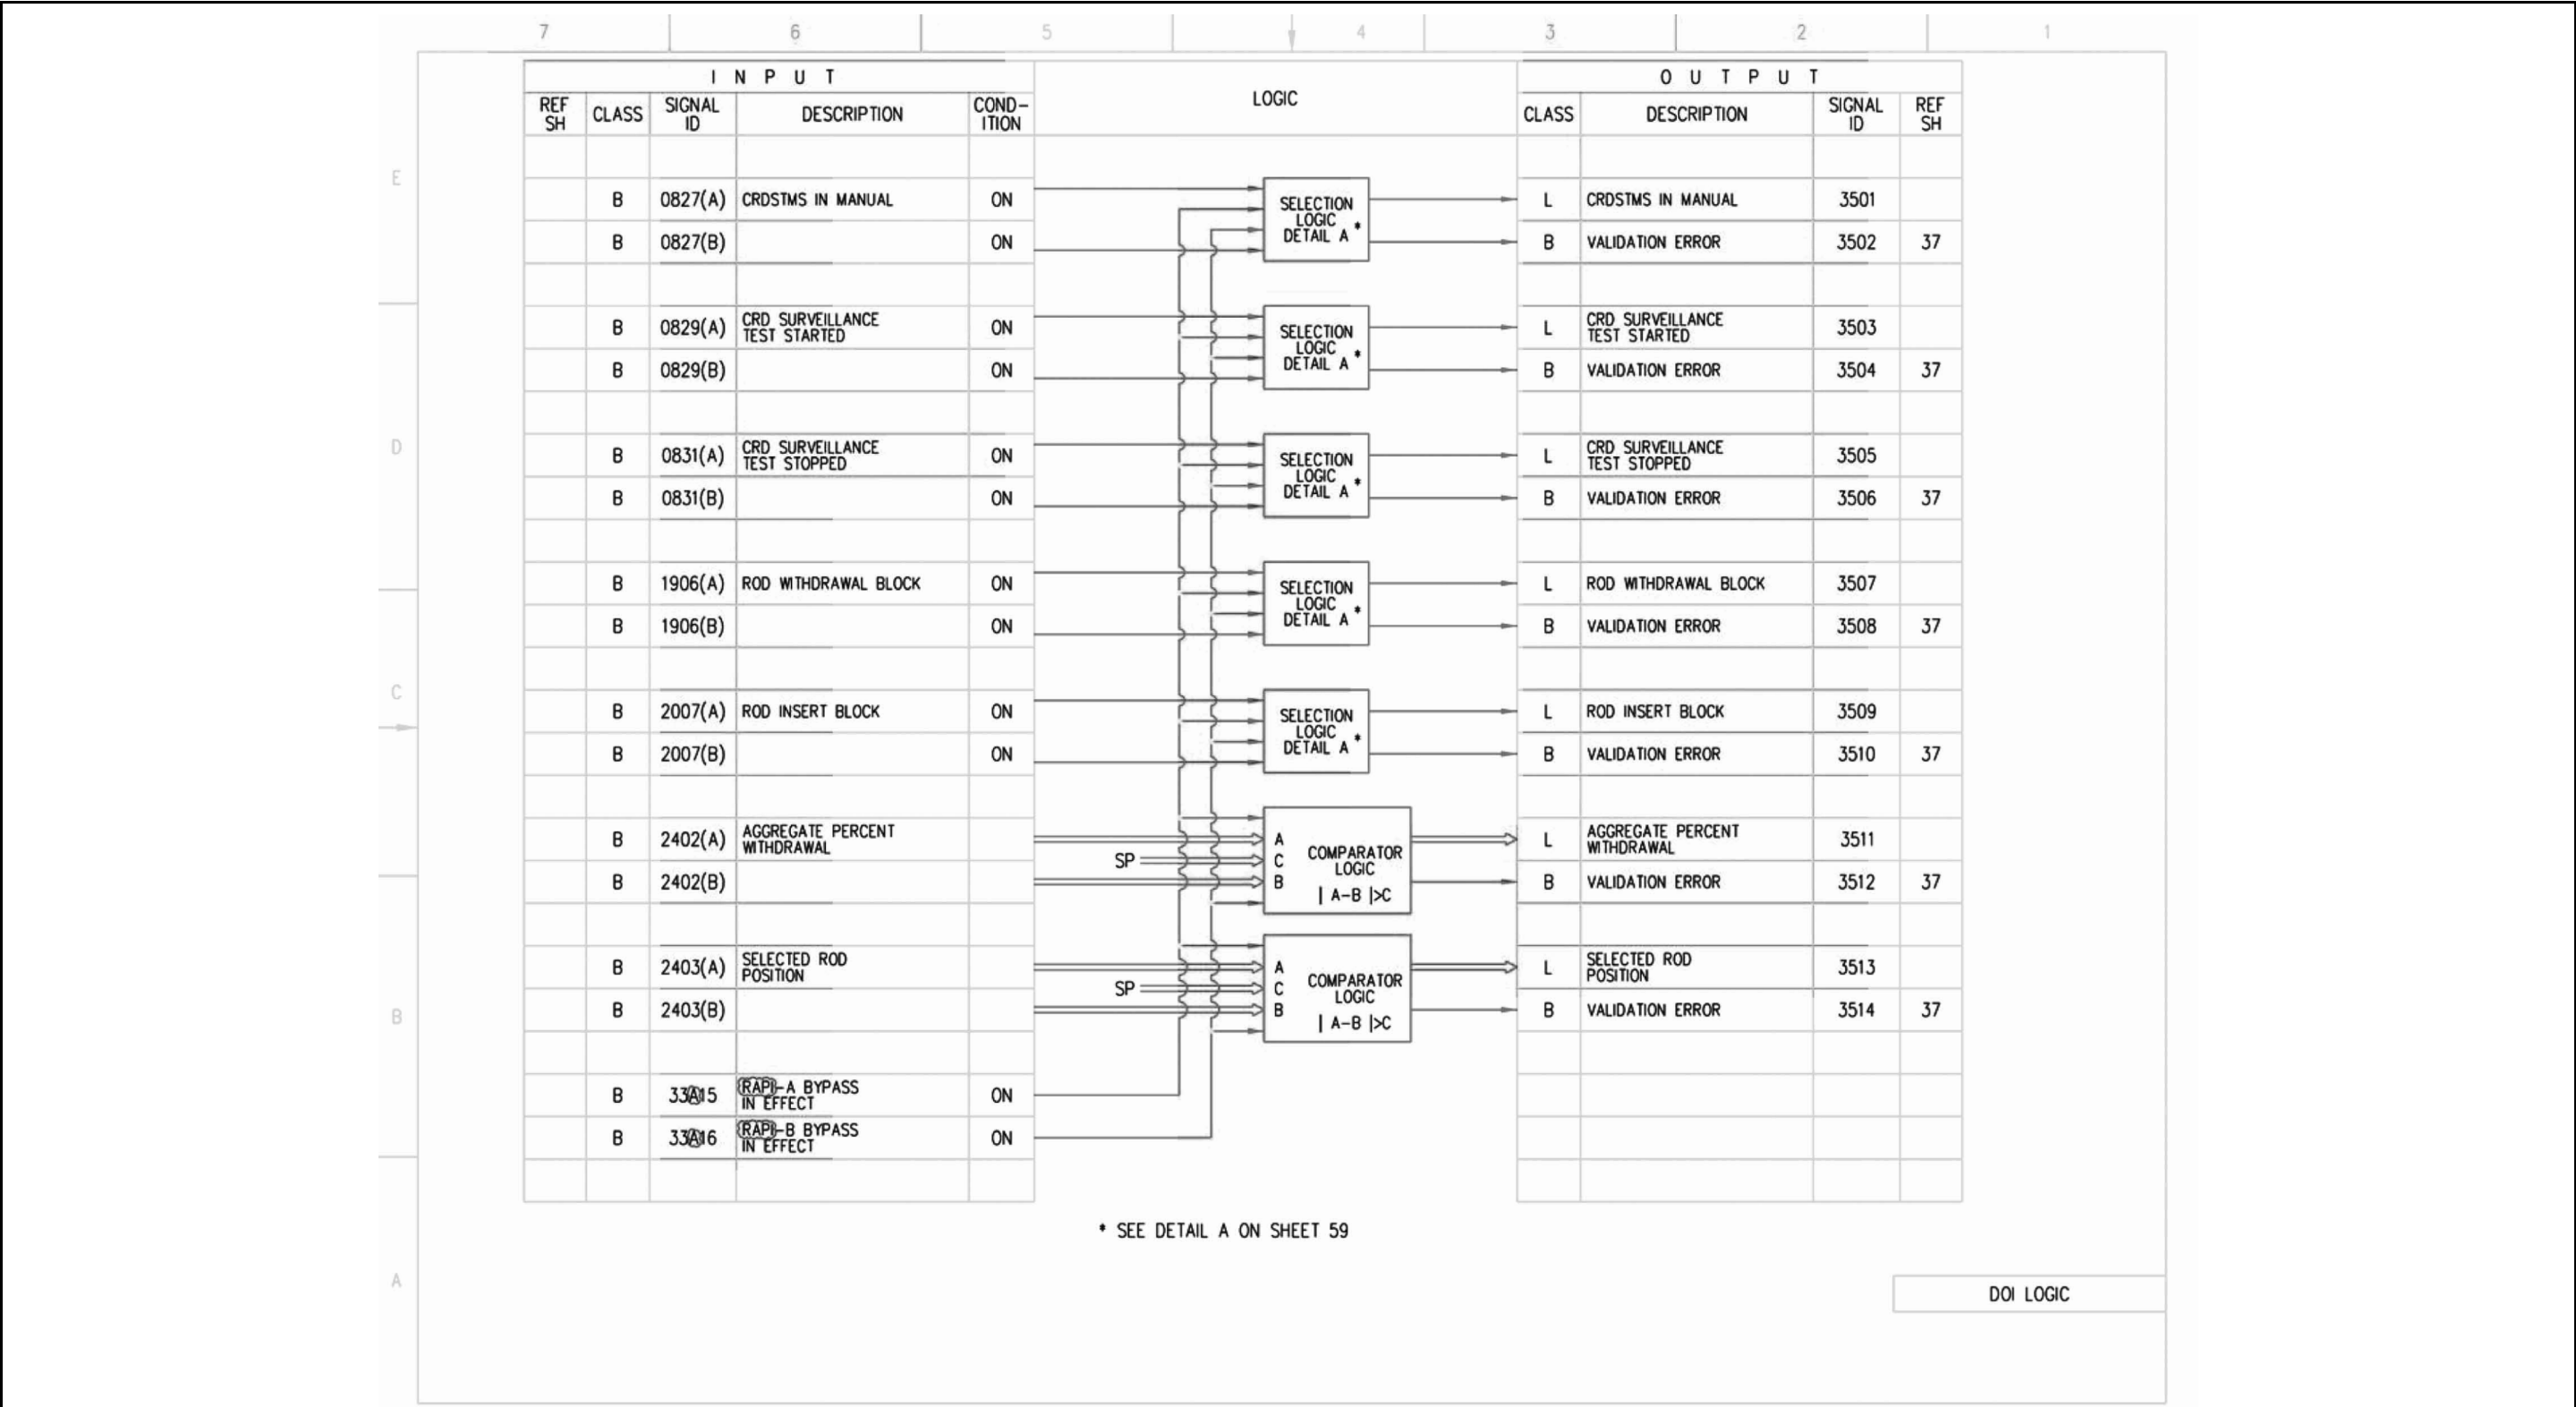 7 6 5 4 3 2 1
I N P U T LOGIC O U T P U T
REF SH CLASS SIGNAL ID DESCRIPTION COND-ITION CLASS DESCRIPTION SIGNAL ID REF SH
E
B 0827(A) CRDSTMS IN MANUAL ON L CRDSTMS IN MANUAL 3501
SELECTION
LOGIC
DETAIL A *
B 0827(B) ON B VALIDATION ERROR 3502 37
B 0829(A) CRD SURVEILLANCE TEST STARTED ON L CRD SURVEILLANCE TEST STARTED 3503
SELECTION
LOGIC
DETAIL A *
B 0829(B) ON B VALIDATION ERROR 3504 37
D
B 0831(A) CRD SURVEILLANCE TEST STOPPED ON L CRD SURVEILLANCE TEST STOPPED 3505
SELECTION
LOGIC
DETAIL A *
B 0831(B) ON B VALIDATION ERROR 3506 37
B 1906(A) ROD WITHDRAWAL BLOCK ON L ROD WITHDRAWAL BLOCK 3507
SELECTION
LOGIC
DETAIL A *
B 1906(B) ON B VALIDATION ERROR 3508 37
C
B 2007(A) ROD INSERT BLOCK ON L ROD INSERT BLOCK 3509
SELECTION
LOGIC
DETAIL A *
B 2007(B) ON B VALIDATION ERROR 3510 37
B 2402(A) AGGREGATE PERCENT WITHDRAWAL A L AGGREGATE PERCENT WITHDRAWAL 3511
SP C COMPARATOR
LOGIC
B 2402(B) B B VALIDATION ERROR 3512 37
| A-B |>C
B 2403(A) SELECTED ROD POSITION A L SELECTED ROD POSITION 3513
SP C COMPARATOR
LOGIC
B 2403(B) B B VALIDATION ERROR 3514 37
| A-B |>C
B
B 33A15 RAPI-A BYPASS IN EFFECT ON
B 33A16 RAPI-B BYPASS IN EFFECT ON
* SEE DETAIL A ON SHEET 59
A
DOI LOGIC